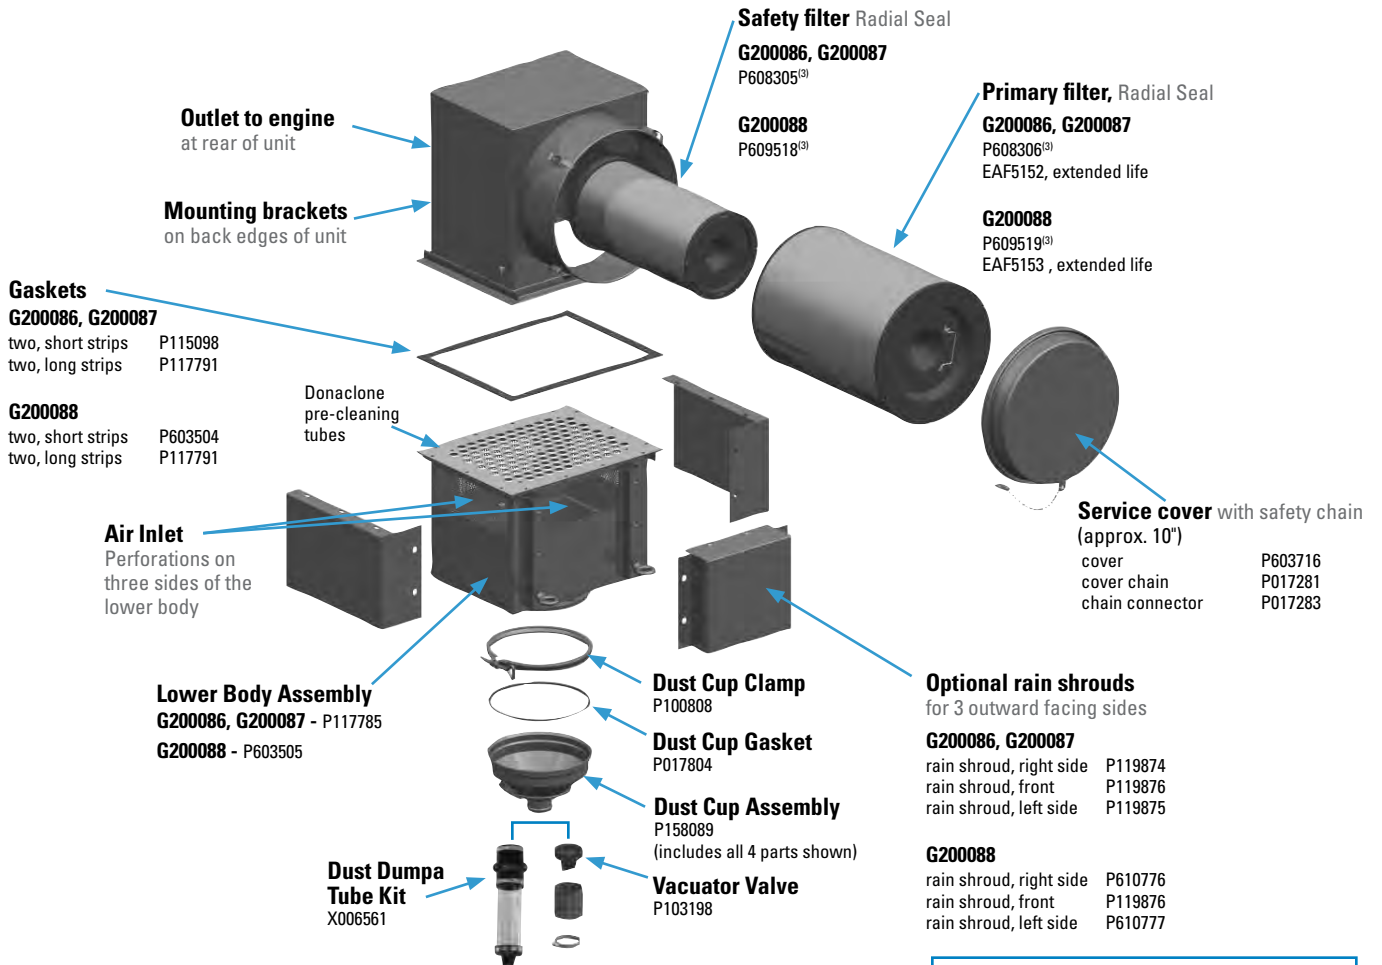 Safety filter Radial Seal
G200086, G200087
P608305(3)
G200088
P609518(3)
Primary filter, Radial Seal
G200086, G200087
P608306(3)
EAF5152, extended life
G200088
P609519(3)
EAF5153 , extended life
Outlet to engine
at rear of unit
Mounting brackets
on back edges of unit
Gaskets
G200086, G200087
two, short strips P115098
two, long strips P117791
G200088
two, short strips P603504
two, long strips P117791
Donaclone
pre-cleaning
tubes
Air Inlet
Perforations on
three sides of the
lower body
Service cover with safety chain
(approx. 10")
cover P603716
cover chain P017281
chain connector P017283
Lower Body Assembly
G200086, G200087 - P117785
G200088 - P603505
Dust Cup Clamp
P100808
Dust Cup Gasket
P017804
Dust Cup Assembly
P158089
(includes all 4 parts shown)
Vacuator Valve
P103198
Dust Dumpa
Tube Kit
X006561
Optional rain shrouds
for 3 outward facing sides
G200086, G200087
rain shroud, right side P119874
rain shroud, front P119876
rain shroud, left side P119875
G200088
rain shroud, right side P610776
rain shroud, front P119876
rain shroud, left side P610777